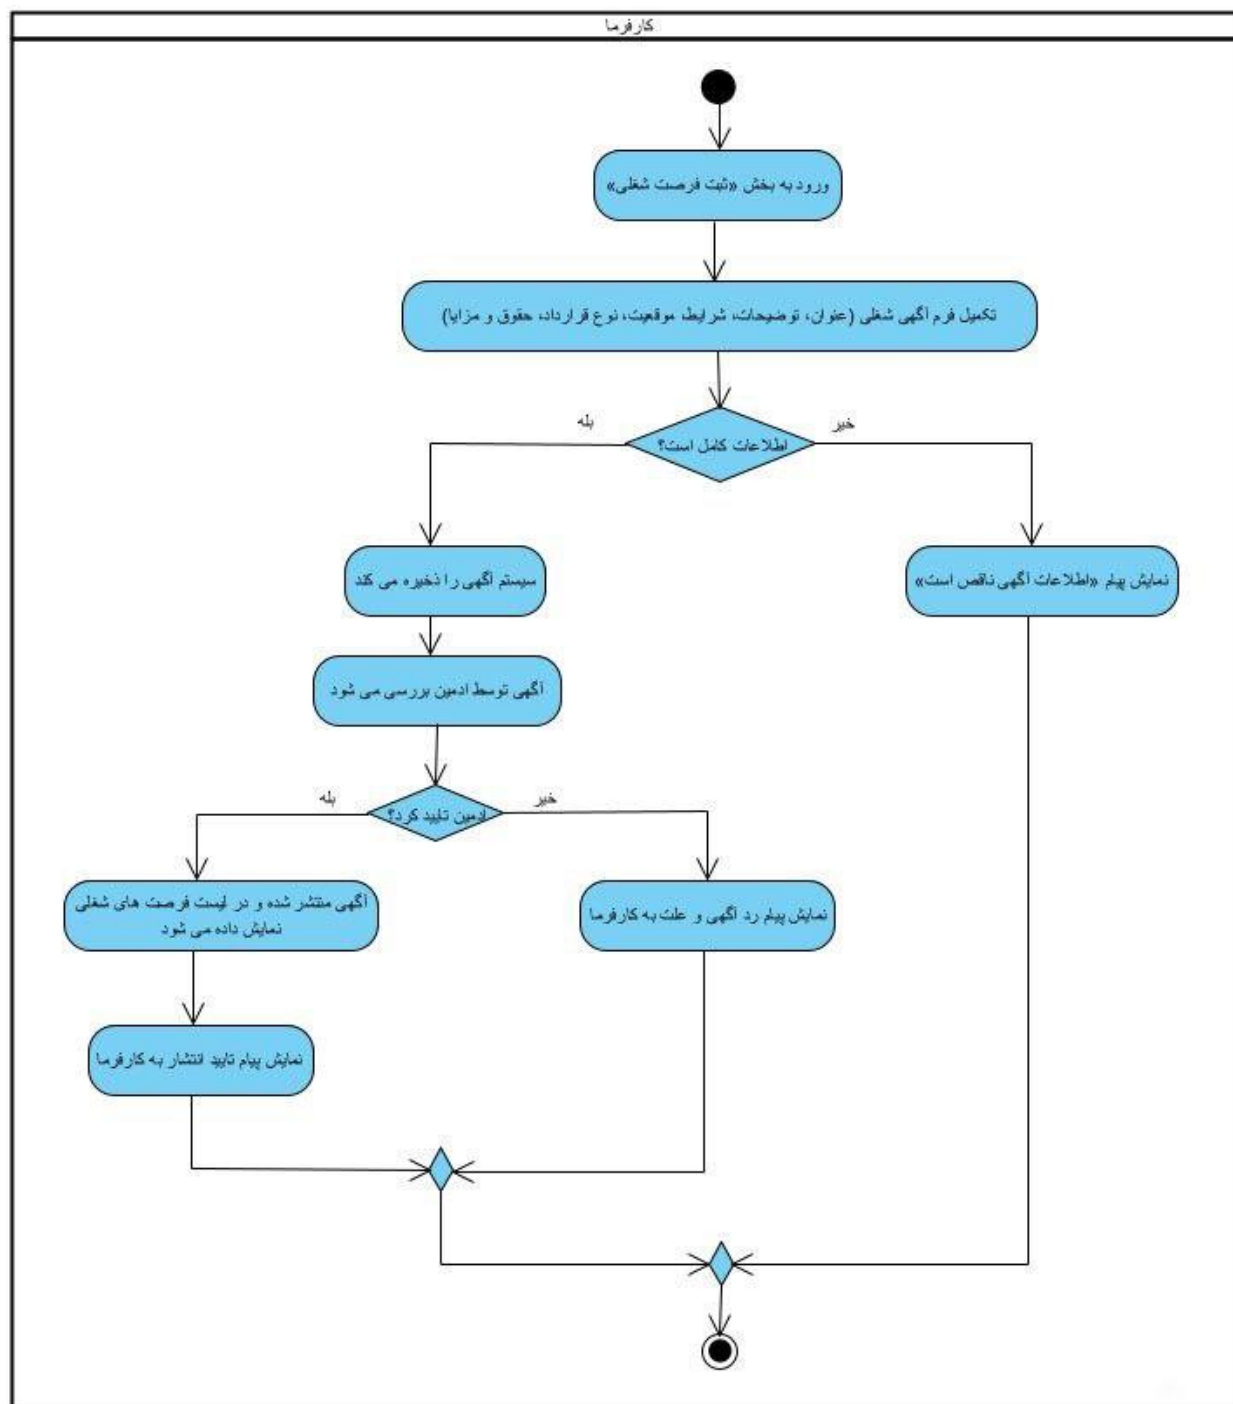 کارفرما
ورود به بخش «ثبت فرصت شغلی»
تکمیل فرم آگهی شغلی (عنوان، توضیحات، شرایط، موقعیت، نوع قرارداد، حقوق و مزایا)
خیر
بله
اطلاعات کامل است؟
نمایش پیام «اطلاعات آگهی ناقص است»
سیستم آگهی را ذخیره می کند
آگهی توسط ادمین بررسی می شود
خیر
بله
ادمین تایید کرد؟
نمایش پیام رد آگهی و علت به کارفرما
آگهی منتشر شده و در لیست فرصت های شغلی
نمایش داده می شود
نمایش پیام تایید انتشار به کارفرما